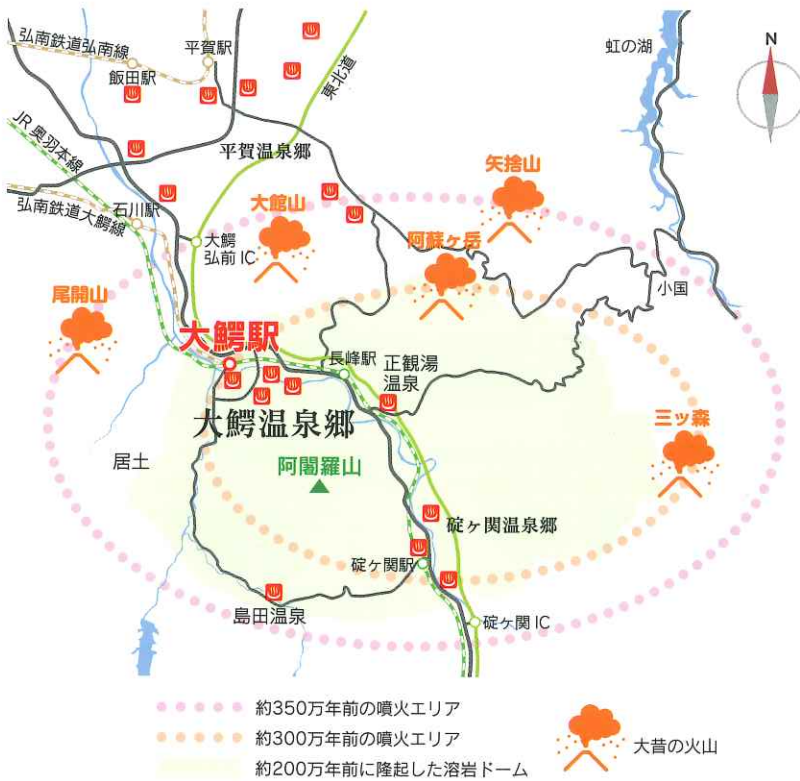 弘南鉄道弘南線
平賀駅
飯田駅
東北道
虹の湖
N
JR奥羽本線
平賀温泉郷
矢捨山
弘南鉄道大鰐線
石川駅
大館山
大鰐
弘前IC
阿蘇ヶ岳
尾開山
小国
大鰐駅
長峰駅
正観湯
温泉
大鰐温泉郷
三ッ森
居土
阿闍羅山
碇ヶ関温泉郷
碇ヶ関駅
島田温泉
碇ヶ関IC
約350万年前の噴火エリア
約300万年前の噴火エリア
大昔の火山
約200万年前に隆起した溶岩ドーム